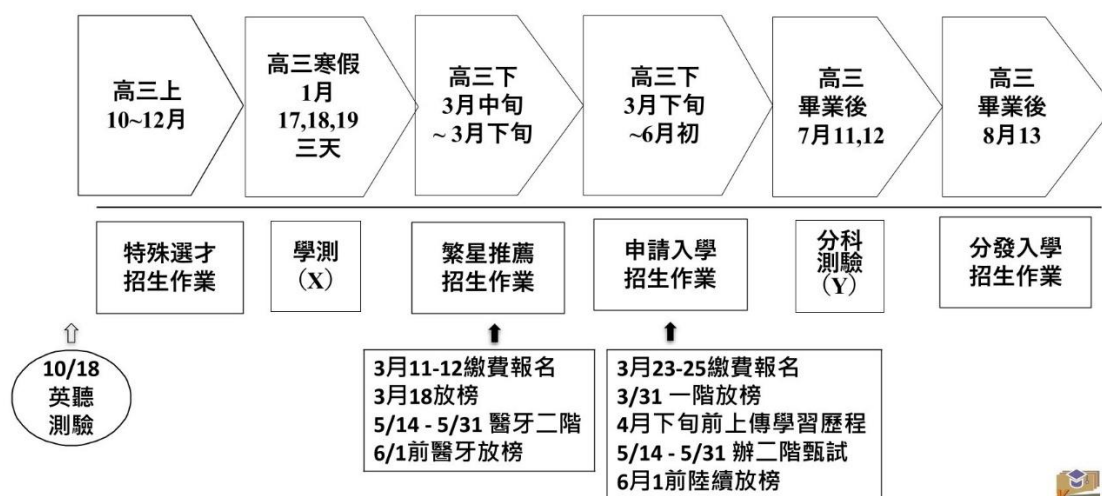 高三上
10~12月
高三寒假
1月
17,18,19
三天
高三下
3月中旬
~ 3月下旬
高三下
3月下旬
~6月初
高三
畢業後
7月11,12
高三
畢業後
8月13
特殊選才
招生作業
學測
(X)
繁星推薦
招生作業
申請入學
招生作業
分科
測驗
(Y)
分發入學
招生作業
10/18
英聽
測驗
3月11-12繳費報名
3月18放榜
5/14 - 5/31 醫牙二階
6/1前醫牙放榜
3月23-25繳費報名
3/31 一階放榜
4月下旬前上傳學習歷程
5/14 - 5/31 辦二階甄試
6月1前陸續放榜